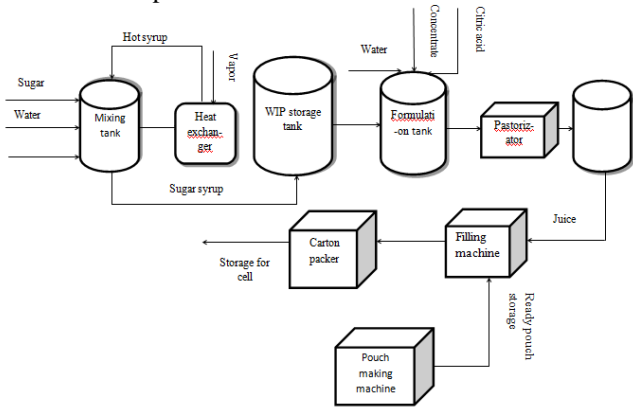 Hot syrup
Vapor
Sugar
Water
Mixing
tank
Heat
exchan-
ger
Sugar syrup
WIP storage
tank
Water
Concentrate
Citric acid
Formulati
-on tank
Pastoriz-
ator
Juice
Filling
machine
Carton
packer
Storage for
cell
Ready pouch
storage
Pouch
making
machine